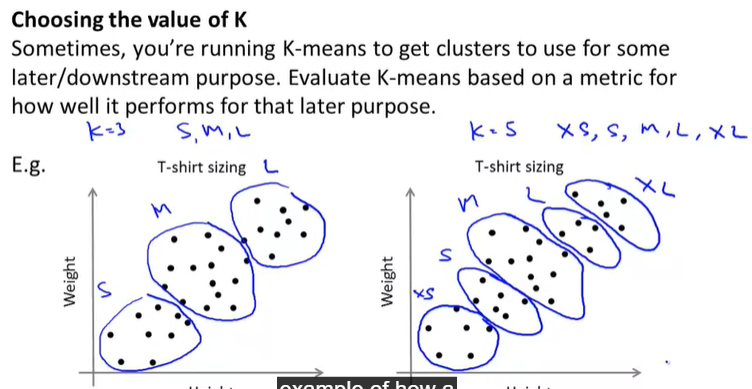 Choosing the value of K
Sometimes, you're running K-means to get clusters to use for some
later/downstream purpose. Evaluate K-means based on a metric for
how well it performs for that later purpose.
K=3 S,M,L K=5 XS, S, M, L, XL
E.g.
T-shirt sizing L
M
S
Weight
T-shirt sizing
XL
L
M
S
XS
Weight
example of how a